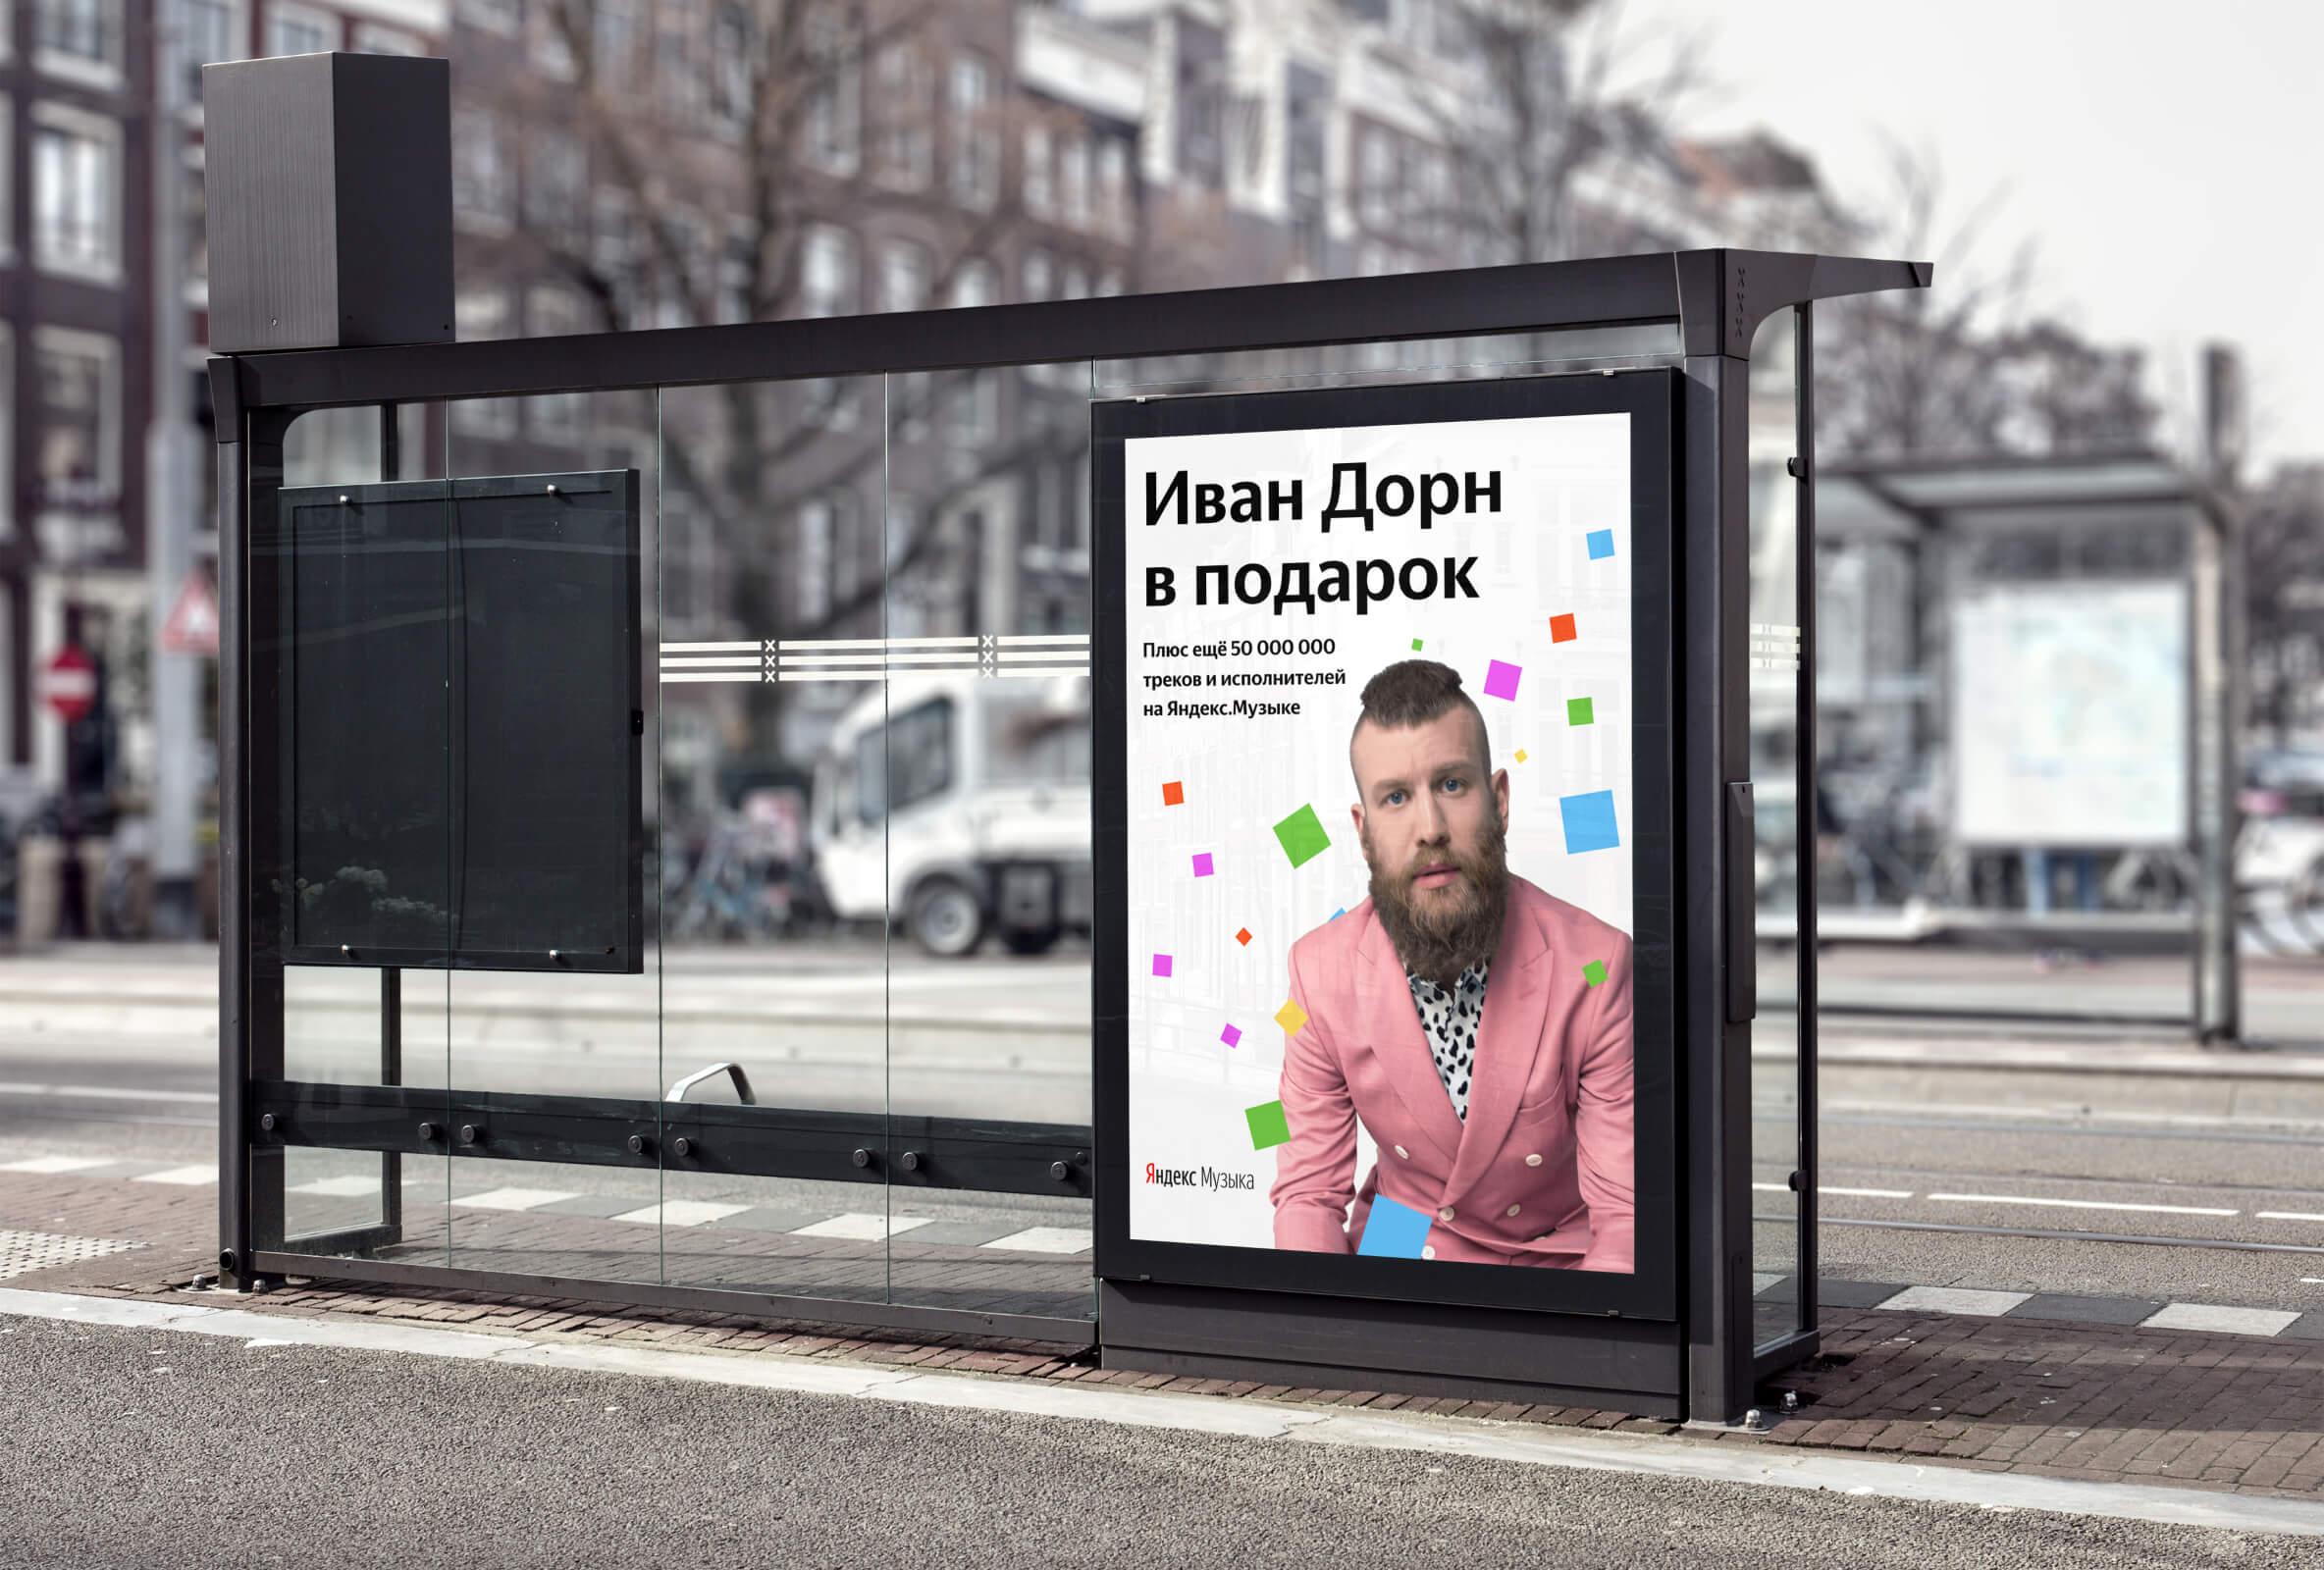 Иван Дорн
в подарок
Плюс ещё 50 000 000
треков и исполнителей
на Яндекс.Музыке
Яндекс Музыка